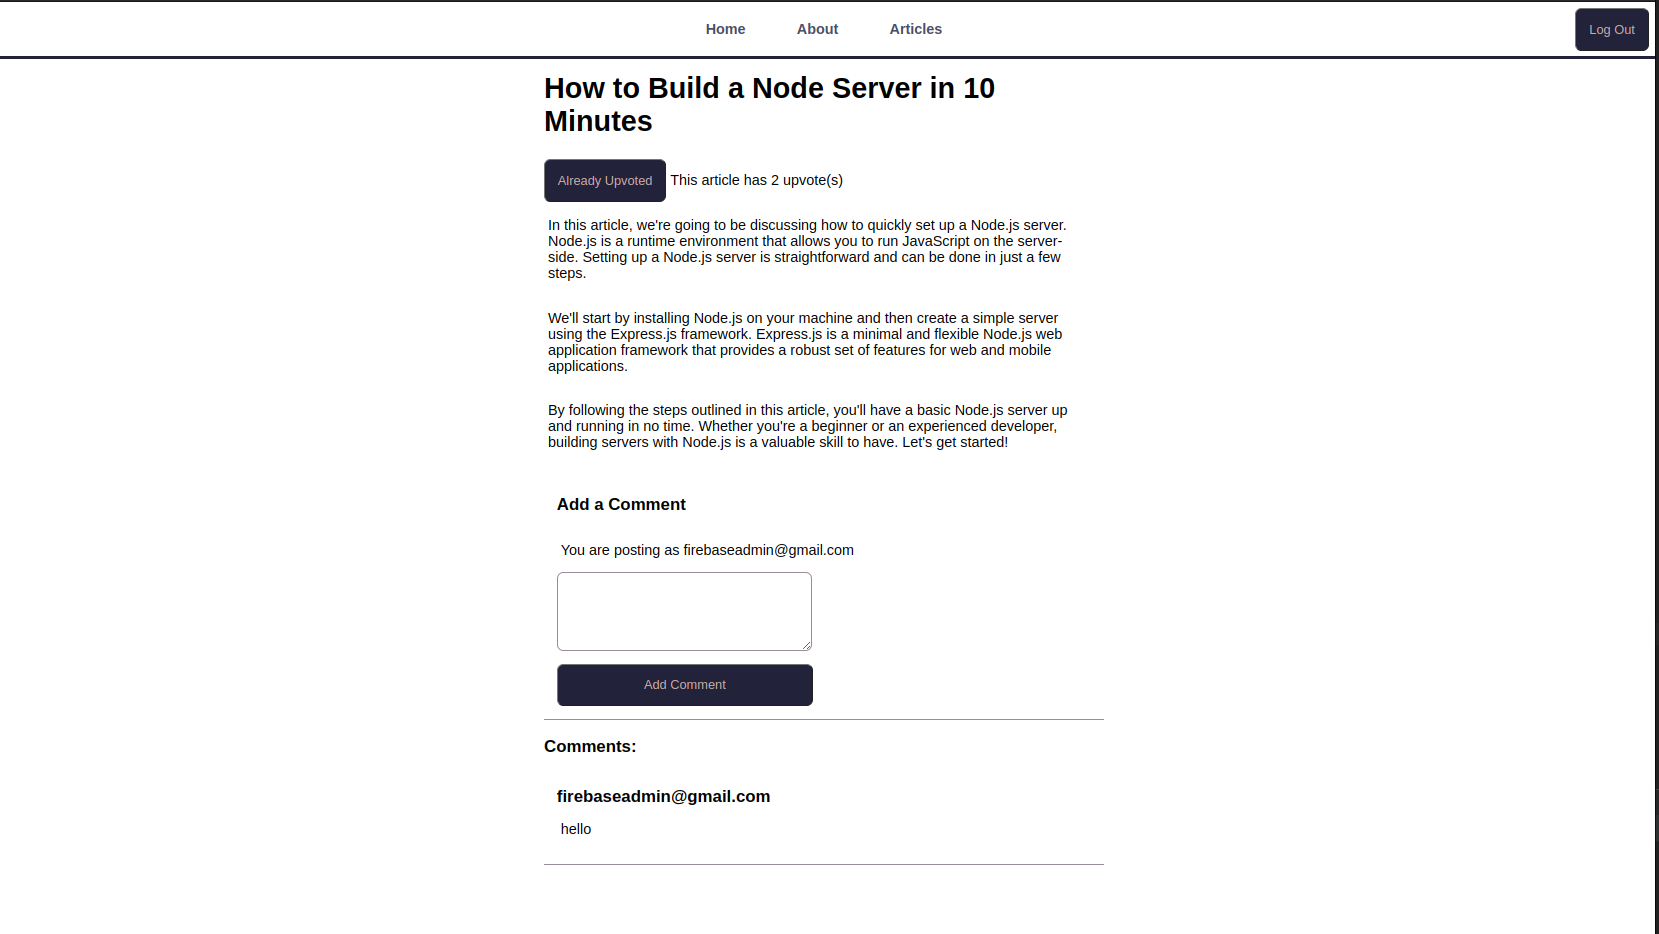 Home About Articles Log Out
How to Build a Node Server in 10
Minutes
Already Upvoted This article has 2 upvote(s)
In this article, we're going to be discussing how to quickly set up a Node.js server.
Node.js is a runtime environment that allows you to run JavaScript on the server-
side. Setting up a Node.js server is straightforward and can be done in just a few
steps.
We'll start by installing Node.js on your machine and then create a simple server
using the Express.js framework. Express.js is a minimal and flexible Node.js web
application framework that provides a robust set of features for web and mobile
applications.
By following the steps outlined in this article, you'll have a basic Node.js server up
and running in no time. Whether you're a beginner or an experienced developer,
building servers with Node.js is a valuable skill to have. Let's get started!
Add a Comment
You are posting as firebaseadmin@gmail.com
Add Comment
Comments:
firebaseadmin@gmail.com
hello